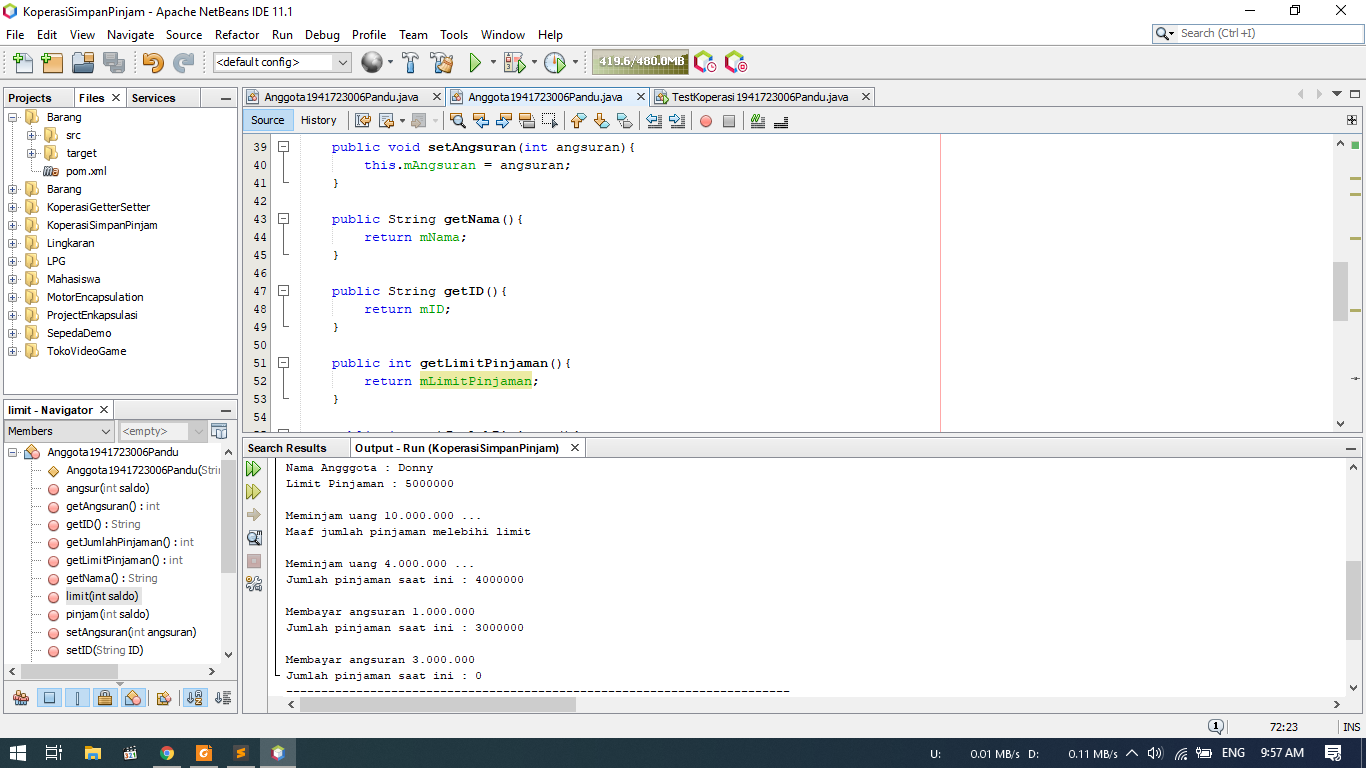 KoperasiSimpanPinjam - Apache NetBeans IDE 11.1
File Edit View Navigate Source Refactor Run Debug Profile Team Tools Window Help
Search (Ctrl+I)
<default config>
419.6/480.0MB
Projects Files Services
Barang
src
target
pom.xml
Barang
KoperasiGetterSetter
KoperasiSimpanPinjam
Lingkaran
LPG
Mahasiswa
MotorEncapsulation
ProjectEnkapsulasi
SepedaDemo
TokoVideoGame
limit - Navigator
Members <empty>
Anggota1941723006Pandu
Anggota1941723006Pandu(Strin
angsur(int saldo)
getAngsuran() : int
getID() : String
getJumlahPinjaman() : int
getLimitPinjaman() : int
getNama() : String
limit(int saldo)
pinjam(int saldo)
setAngsuran(int angsuran)
setID(String ID)
Anggota1941723006Pandu.java Anggota1941723006Pandu.java TestKoperasi1941723006Pandu.java
Source History
39 public void setAngsuran(int angsuran){
40 this.mAngsuran = angsuran;
41 }
42
43 public String getNama(){
44 return mNama;
45 }
46
47 public String getID(){
48 return mID;
49 }
50
51 public int getLimitPinjaman(){
52 return mLimitPinjaman;
53 }
54
Search Results Output - Run (KoperasiSimpanPinjam)
Nama Angggota : Donny
Limit Pinjaman : 5000000
Meminjam uang 10.000.000 ...
Maaf jumlah pinjaman melebihi limit
Meminjam uang 4.000.000 ...
Jumlah pinjaman saat ini : 4000000
Membayar angsuran 1.000.000
Jumlah pinjaman saat ini : 3000000
Membayar angsuran 3.000.000
Jumlah pinjaman saat ini : 0
------------------------------------------------------------------------
1 72:23 INS
U: 0.01 MB/s D: 0.11 MB/s ENG 9:57 AM